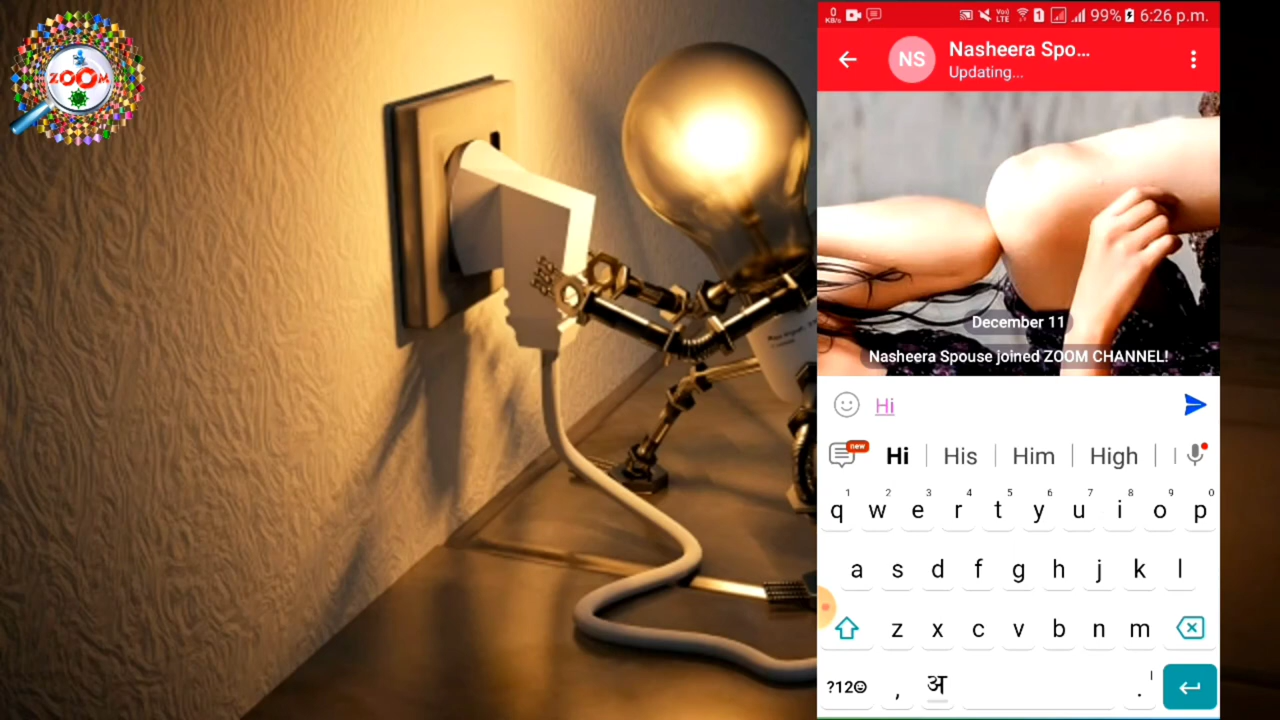 ZOOM
0
KB/s
Vo))
LTE
1
99%
6:26 p.m.
NS
Nasheera Spo...
Updating...
December 11
Nasheera Spouse joined ZOOM CHANNEL!
Hi
new
Hi
His
Him
High
1 2 3 4 5 6 7 8 9 0
q w e r t y u i o p
a s d f g h j k l
z x c v b n m
?12☺ , अ .